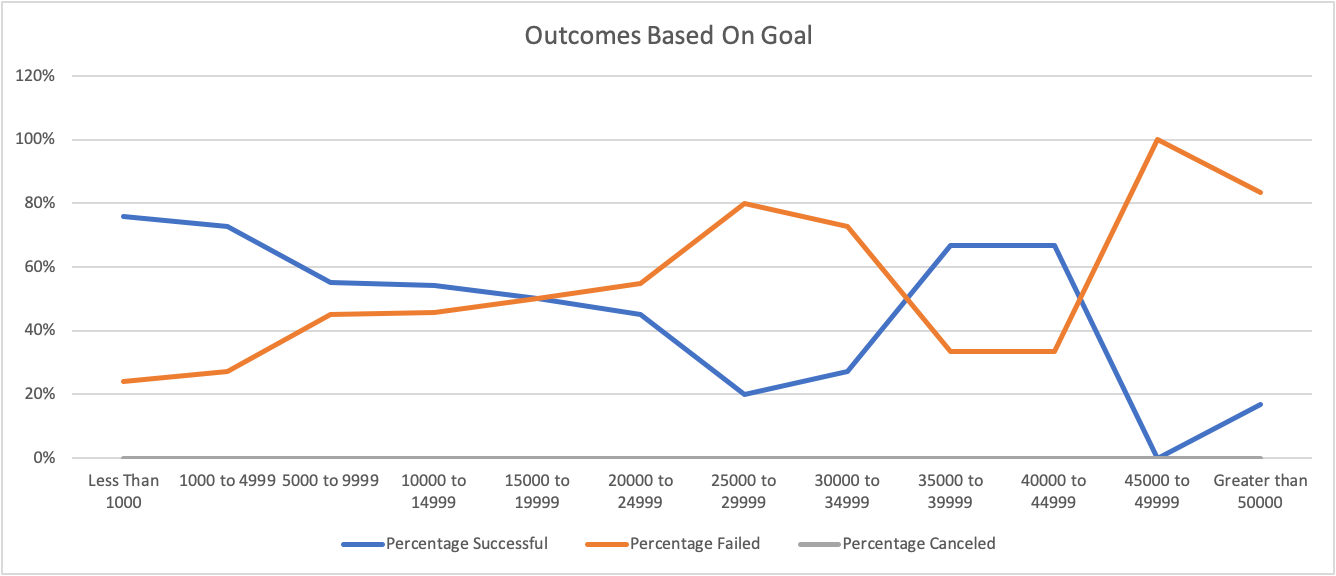 Outcomes Based On Goal
120%
100%
80%
60%
40%
20%
0%
Less Than 1000
1000 to 4999
5000 to 9999
10000 to 14999
15000 to 19999
20000 to 24999
25000 to 29999
30000 to 34999
35000 to 39999
40000 to 44999
45000 to 49999
Greater than 50000
Percentage Successful
Percentage Failed
Percentage Canceled